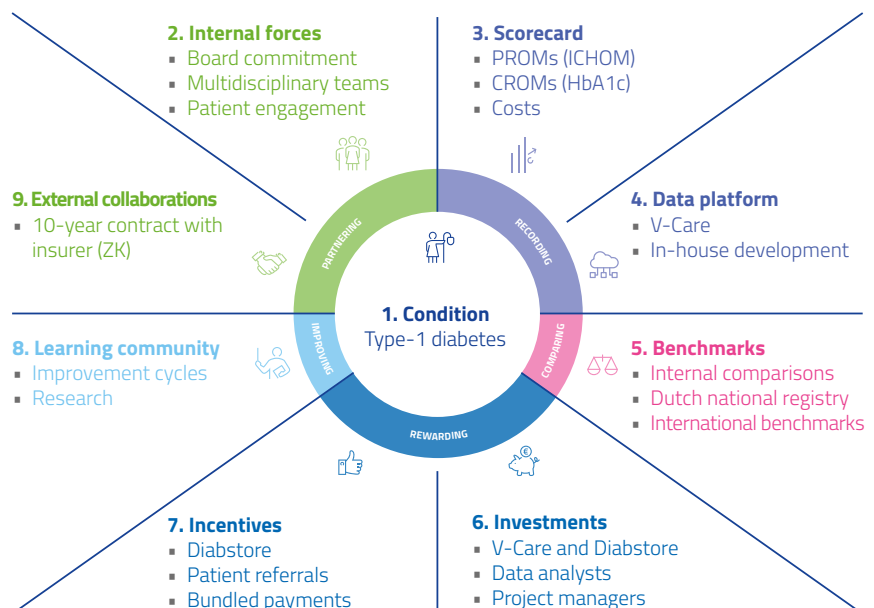 2. Internal forces
▪ Board commitment
▪ Multidisciplinary teams
▪ Patient engagement
3. Scorecard
▪ PROMs (ICHOM)
▪ CROMs (HbA1c)
▪ Costs
9. External collaborations
▪ 10-year contract with
insurer (ZK)
4. Data platform
▪ V-Care
▪ In-house development
PARTNERING
RECORDING
1. Condition
Type-1 diabetes
IMPROVING
COMPARING
REWARDING
€
8. Learning community
▪ Improvement cycles
▪ Research
5. Benchmarks
▪ Internal comparisons
▪ Dutch national registry
▪ International benchmarks
7. Incentives
▪ Diabstore
▪ Patient referrals
▪ Bundled payments
6. Investments
▪ V-Care and Diabstore
▪ Data analysts
▪ Project managers